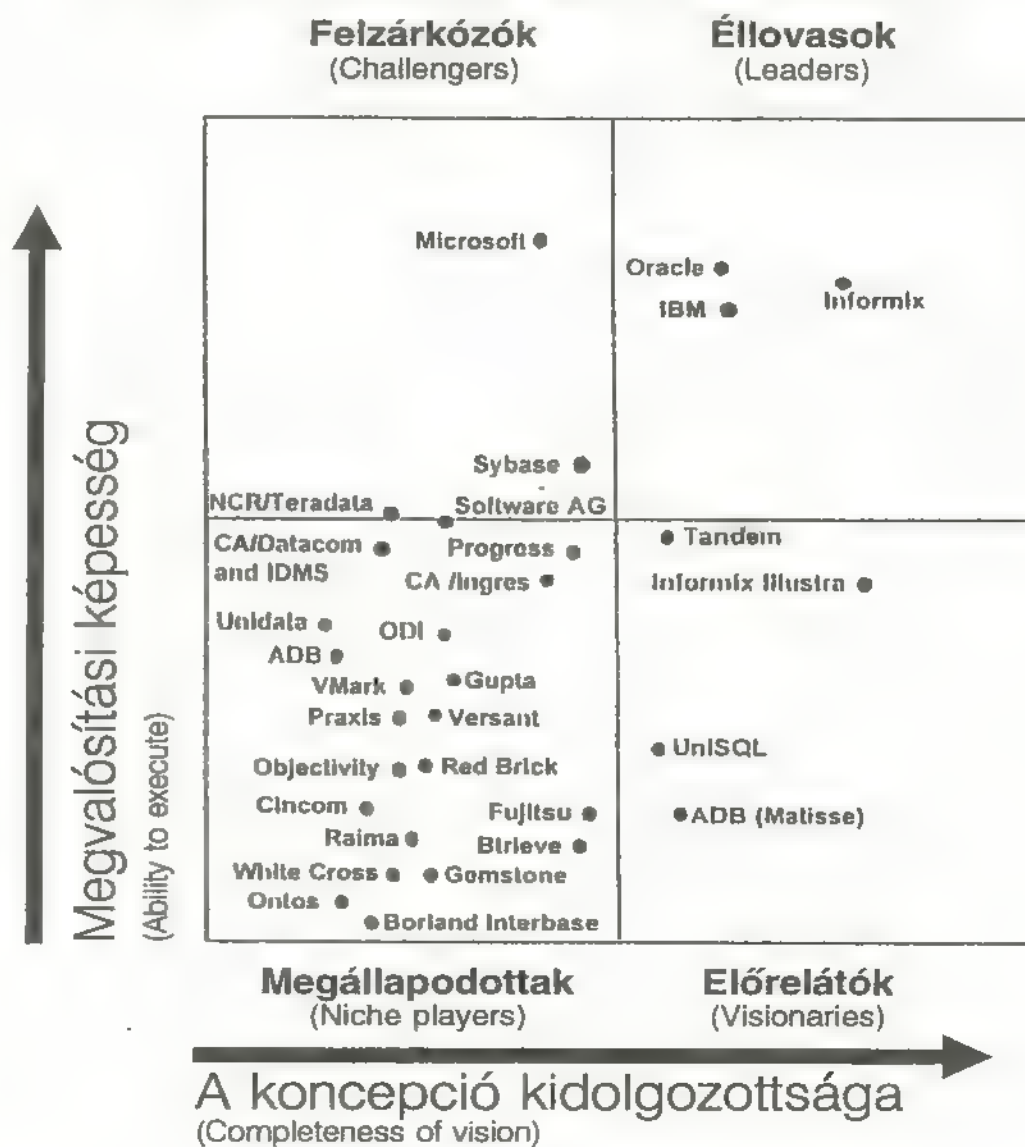 Felzárkózók
(Challengers)
Éllovasok
(Leaders)
Microsoft
Oracle
IBM
Informix
Sybase
NCR/Teradata
Software AG
CA/Datacom
and IDMS
Progress
CA /Ingres
Tandem
Informix Illustra
Unidata
ODI
ADB
VMark
Gupta
Praxis
Versant
UniSQL
Objectivity
Red Brick
Cincom
Fujitsu
ADB (Matisse)
Raima
Btrieve
White Cross
Gemstone
Ontos
Borland Interbase
Megvalósítási képesség
(Ability to execute)
Megállapodottak
(Niche players)
Előrelátók
(Visionaries)
A koncepció kidolgozottsága
(Completeness of vision)